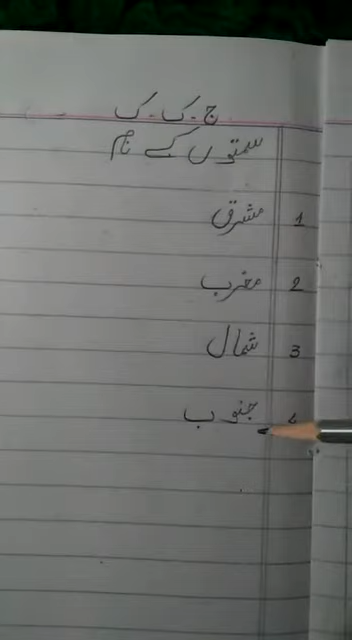 ج۔ک۔ک
سمتوں کے نام
1 مشرق
2 مغرب
3 شمال
4 جنوب